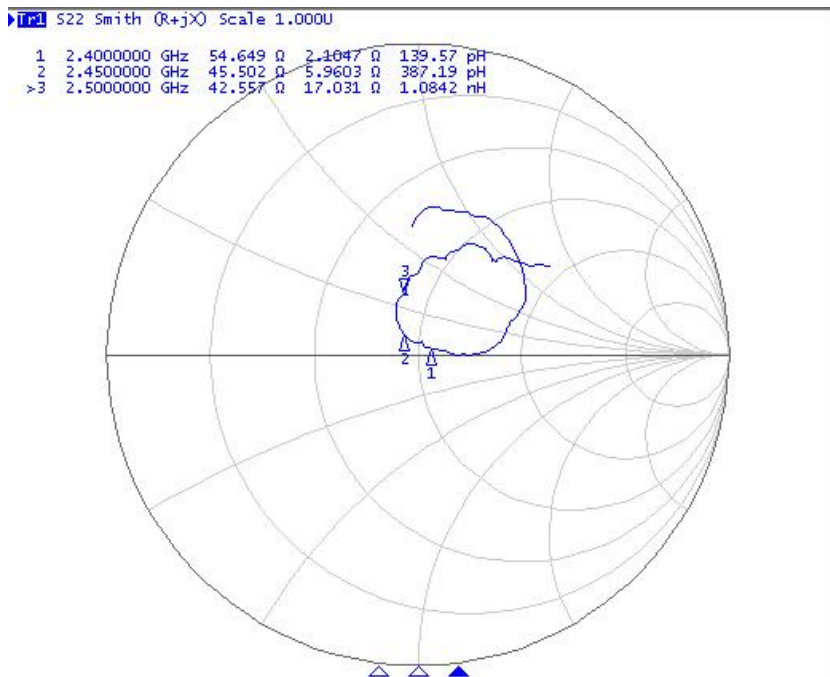 Tr1 S22 Smith (R+jX) Scale 1.000U
1 2.4000000 GHz 54.649 Ω 2.1047 Ω 139.57 pH
2 2.4500000 GHz 45.502 Ω 5.9603 Ω 387.19 pH
>3 2.5000000 GHz 42.557 Ω 17.031 Ω 1.0842 nH
3
2
1